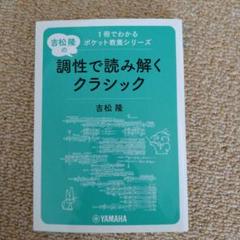 1冊でわかる
ポケット教養シリーズ
吉松 隆の
調性で読み解く
クラシック
吉松 隆
YAMAHA